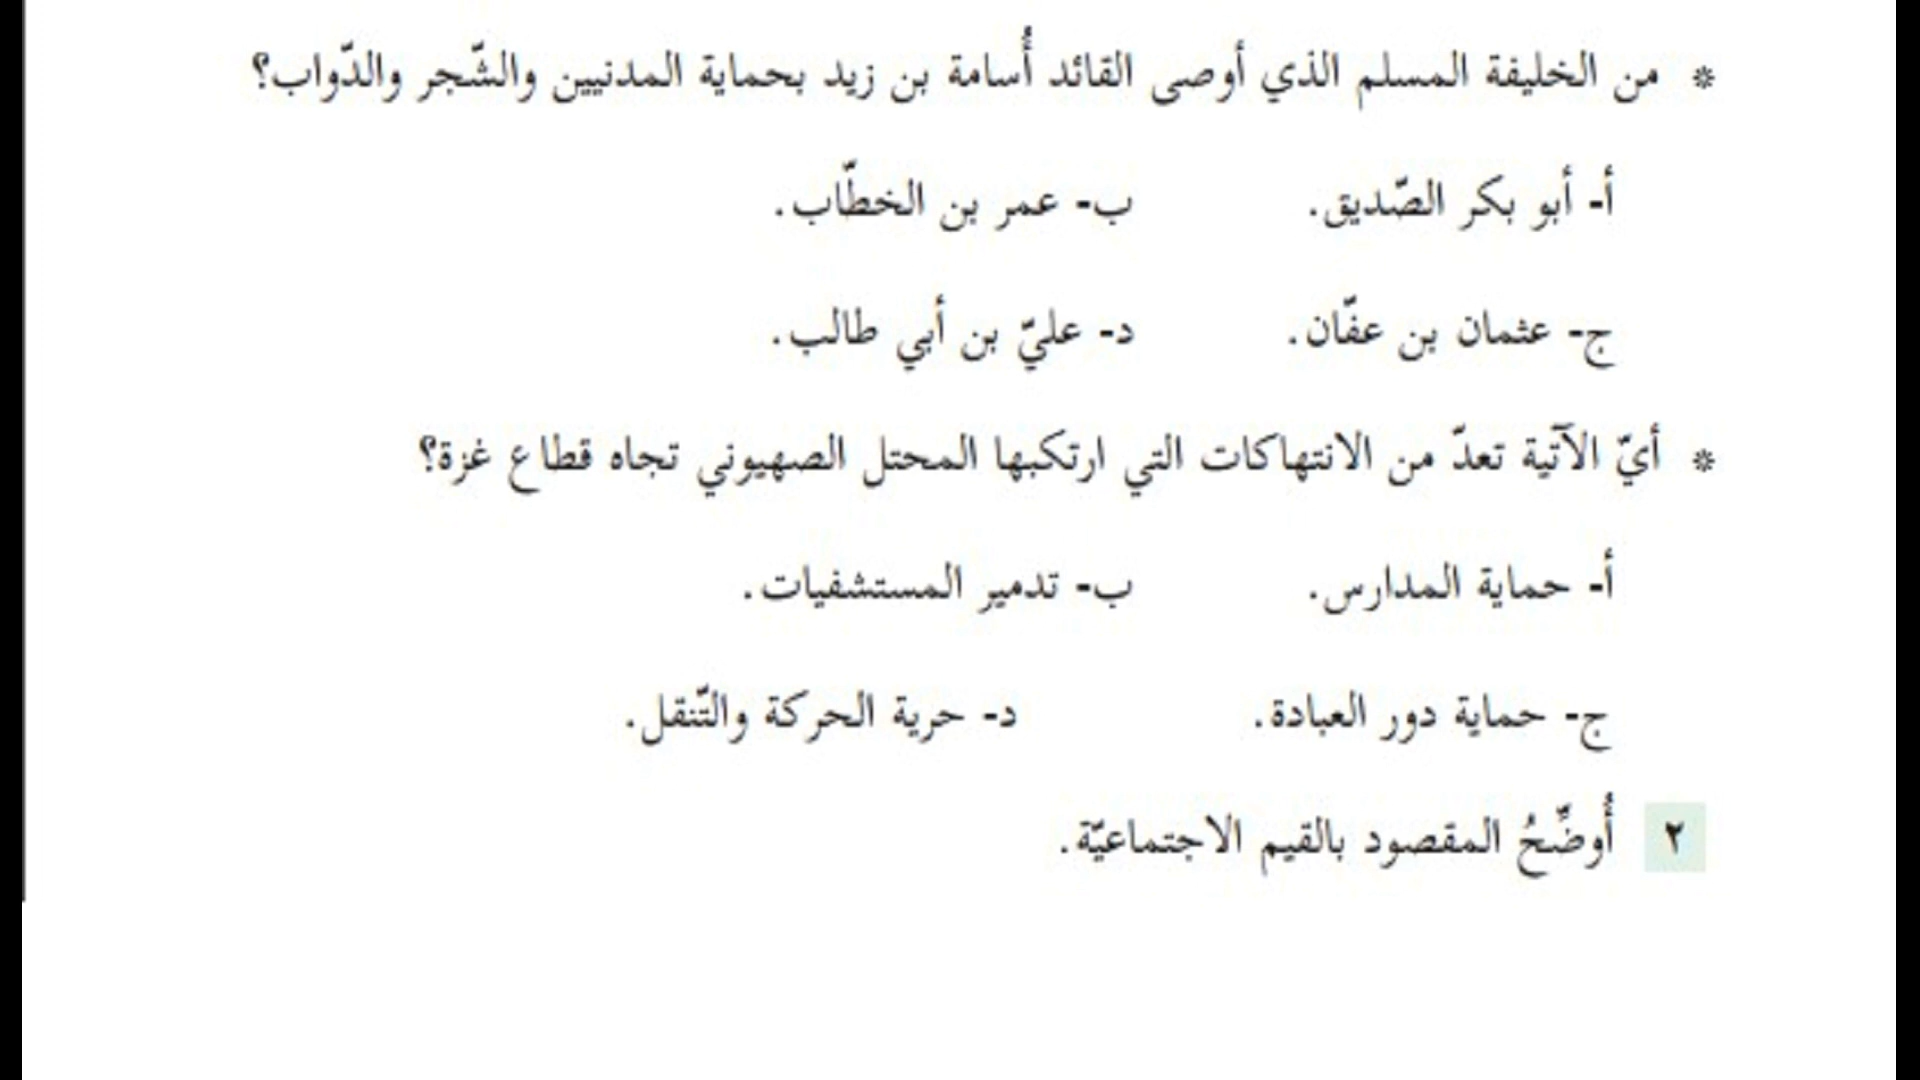 * من الخليفة المسلم الذي أوصى القائد أُسامة بن زيد بحماية المدنيين والشّجر والدّواب؟
أ- أبو بكر الصّديق. ب- عمر بن الخطّاب.
ج- عثمان بن عفّان. د- عليّ بن أبي طالب.
* أيّ الآتية تعدّ من الانتهاكات التي ارتكبها المحتل الصهيوني تجاه قطاع غزة؟
أ- حماية المدارس. ب- تدمير المستشفيات.
ج- حماية دور العبادة. د- حرية الحركة والتّنقل.
٢ أُوضِّحُ المقصود بالقيم الاجتماعيّة.